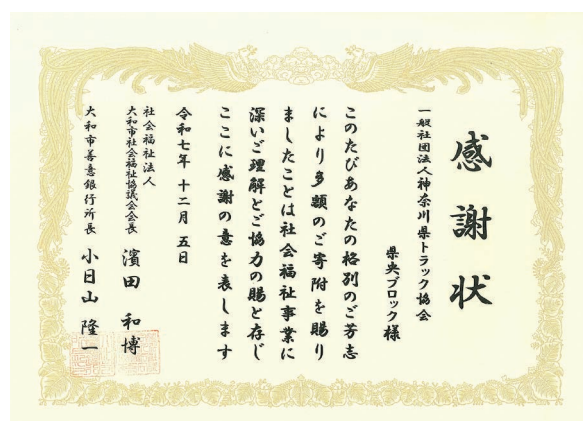 感謝状
一般社団法人神奈川県トラック協会
県央ブロック様
このたびあなたの格別のご芳志
により多額のご寄附を賜り
ましたことは社会福祉事業に
深いご理解とご協力の賜と存じ
ここに感謝の意を表します
令和七年 十二月 五日
社会福祉法人
大和市社会福祉協議会会長 濱田 和博
大和市善意銀行所長 小日山 隆一